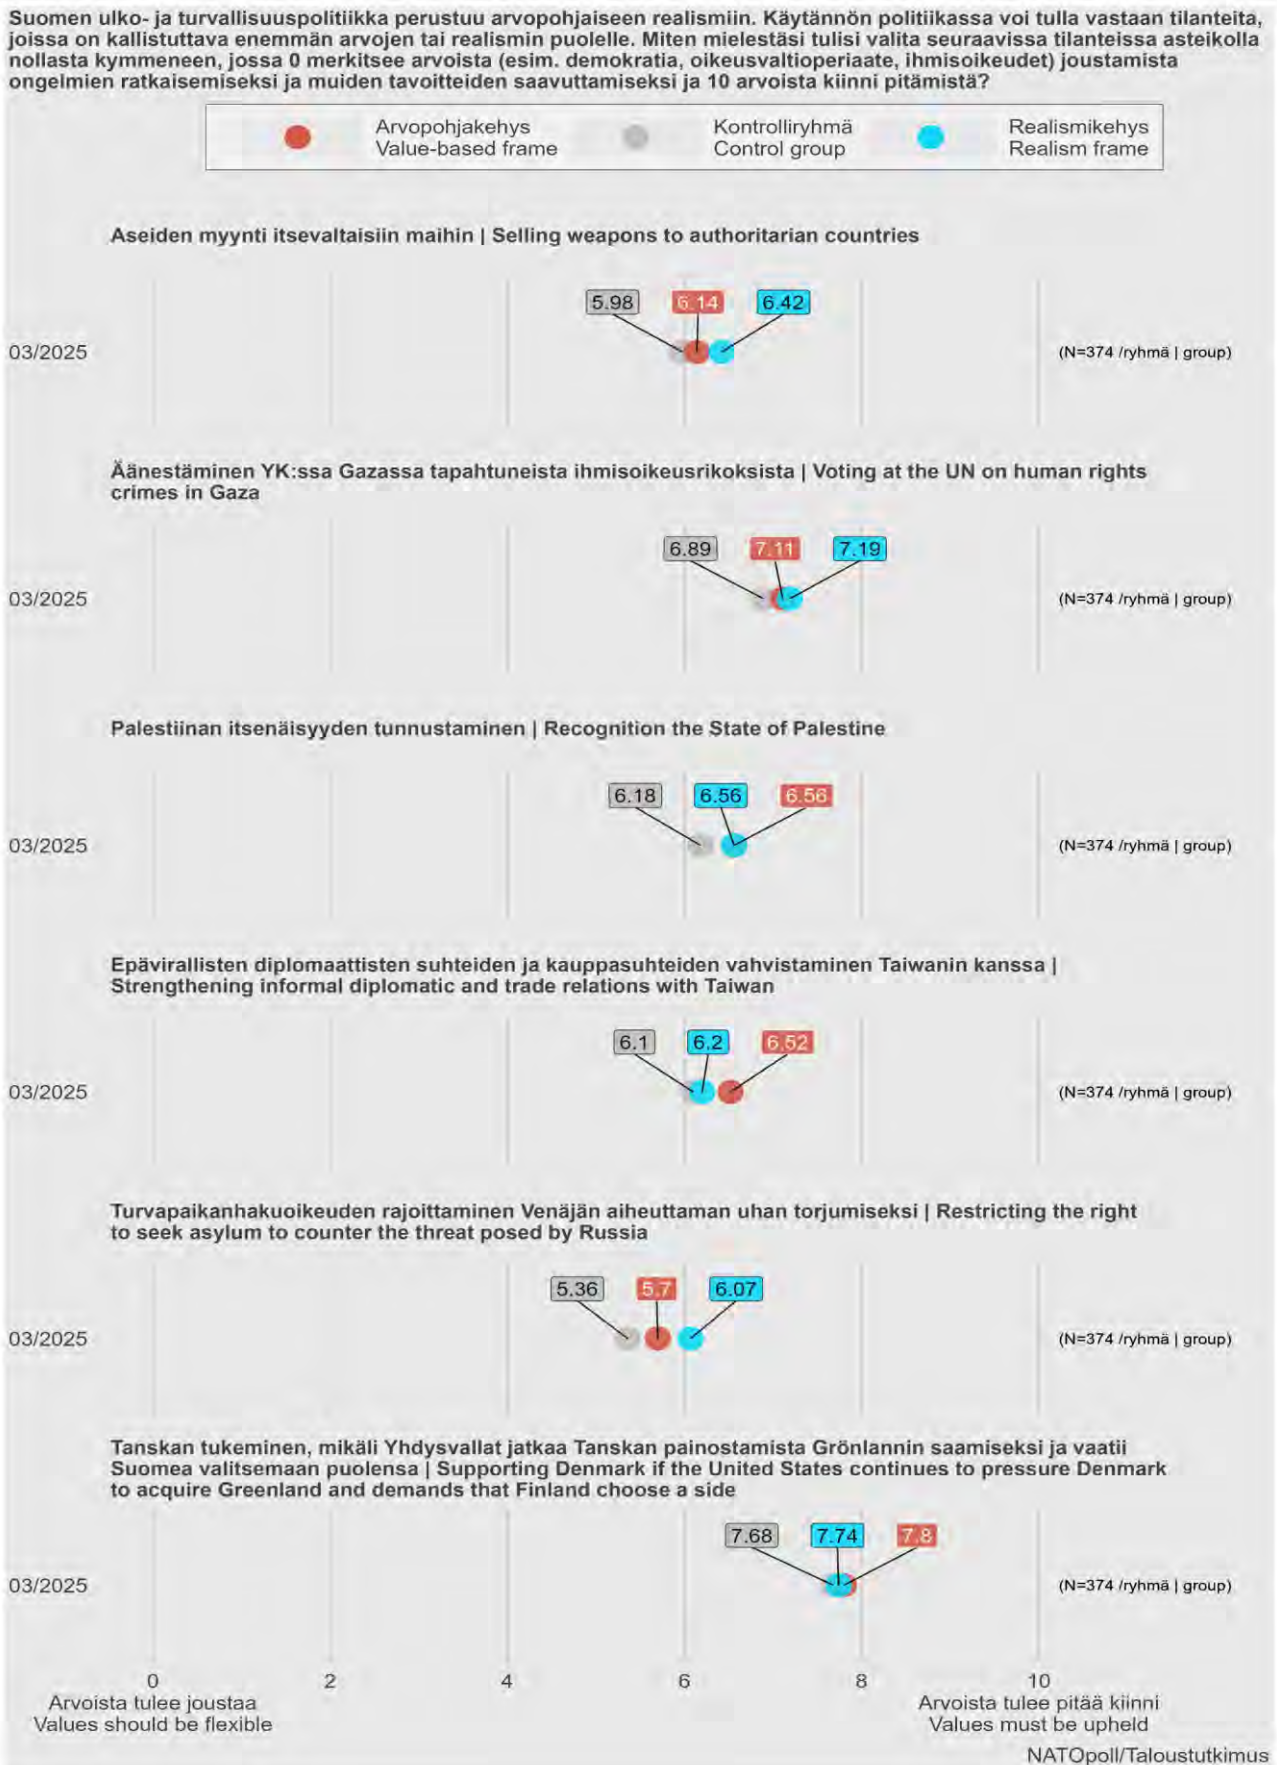 Suomen ulko- ja turvallisuuspolitiikka perustuu arvopohjaiseen realismiin. Käytännön politiikassa voi tulla vastaan tilanteita,
joissa on kallistuttava enemmän arvojen tai realismin puolelle. Miten mielestäsi tulisi valita seuraavissa tilanteissa asteikolla
nollasta kymmeneen, jossa 0 merkitsee arvoista (esim. demokratia, oikeusvaltioperiaate, ihmisoikeudet) joustamista
ongelmien ratkaisemiseksi ja muiden tavoitteiden saavuttamiseksi ja 10 arvoista kiinni pitämistä?
Arvopohjakehys
Value-based frame
Kontrolliryhmä
Control group
Realismikehys
Realism frame
Aseiden myynti itsevaltaisiin maihin | Selling weapons to authoritarian countries
5.98 6.14 6.42
03/2025
(N=374 /ryhmä | group)
Äänestäminen YK:ssa Gazassa tapahtuneista ihmisoikeusrikoksista | Voting at the UN on human rights
crimes in Gaza
6.89 7.11 7.19
03/2025
(N=374 /ryhmä | group)
Palestiinan itsenäisyyden tunnustaminen | Recognition the State of Palestine
6.18 6.56 6.56
03/2025
(N=374 /ryhmä | group)
Epävirallisten diplomaattisten suhteiden ja kauppasuhteiden vahvistaminen Taiwanin kanssa |
Strengthening informal diplomatic and trade relations with Taiwan
6.1 6.2 6.52
03/2025
(N=374 /ryhmä | group)
Turvapaikanhakuoikeuden rajoittaminen Venäjän aiheuttaman uhan torjumiseksi | Restricting the right
to seek asylum to counter the threat posed by Russia
5.36 5.7 6.07
03/2025
(N=374 /ryhmä | group)
Tanskan tukeminen, mikäli Yhdysvallat jatkaa Tanskan painostamista Grönlannin saamiseksi ja vaatii
Suomea valitsemaan puolensa | Supporting Denmark if the United States continues to pressure Denmark
to acquire Greenland and demands that Finland choose a side
7.68 7.74 7.8
03/2025
(N=374 /ryhmä | group)
0 2 4 6 8 10
Arvoista tulee joustaa
Values should be flexible
Arvoista tulee pitää kiinni
Values must be upheld
NATOpoll/Taloustutkimus